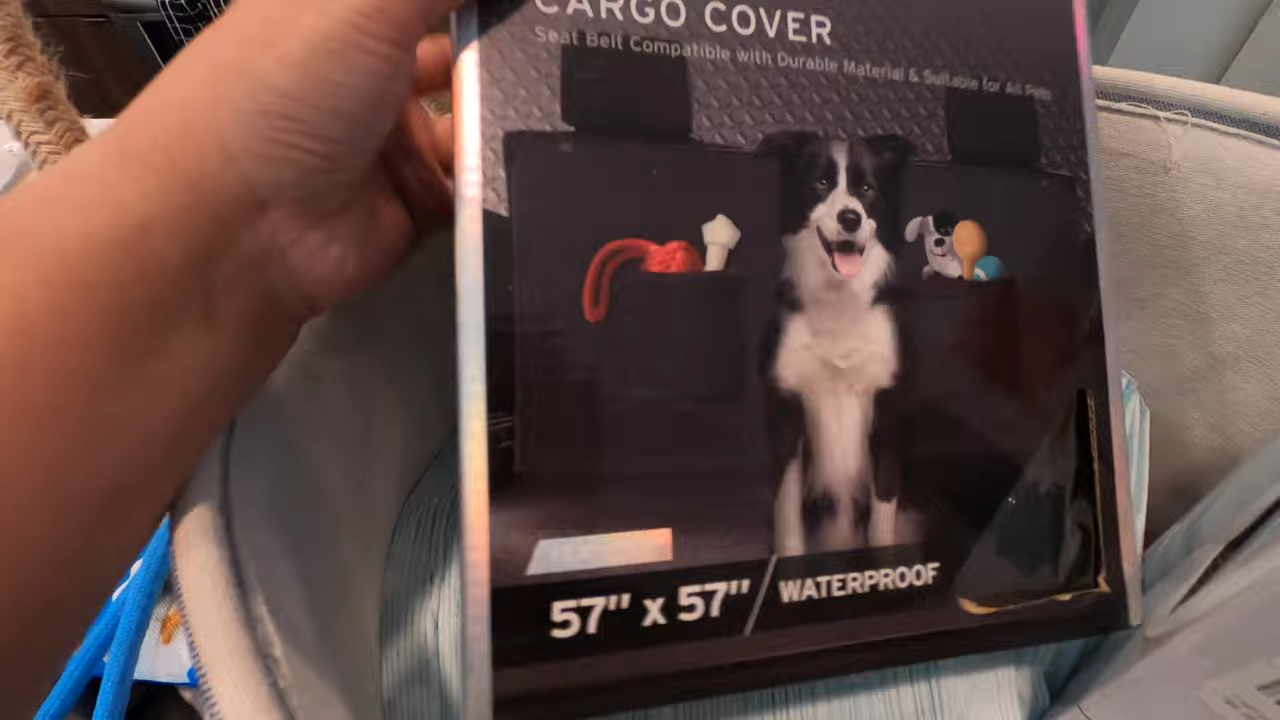 CARGO COVER
Seat Belt Compatible with Durable Material & Suitable for All Pets
57" x 57" / WATERPROOF